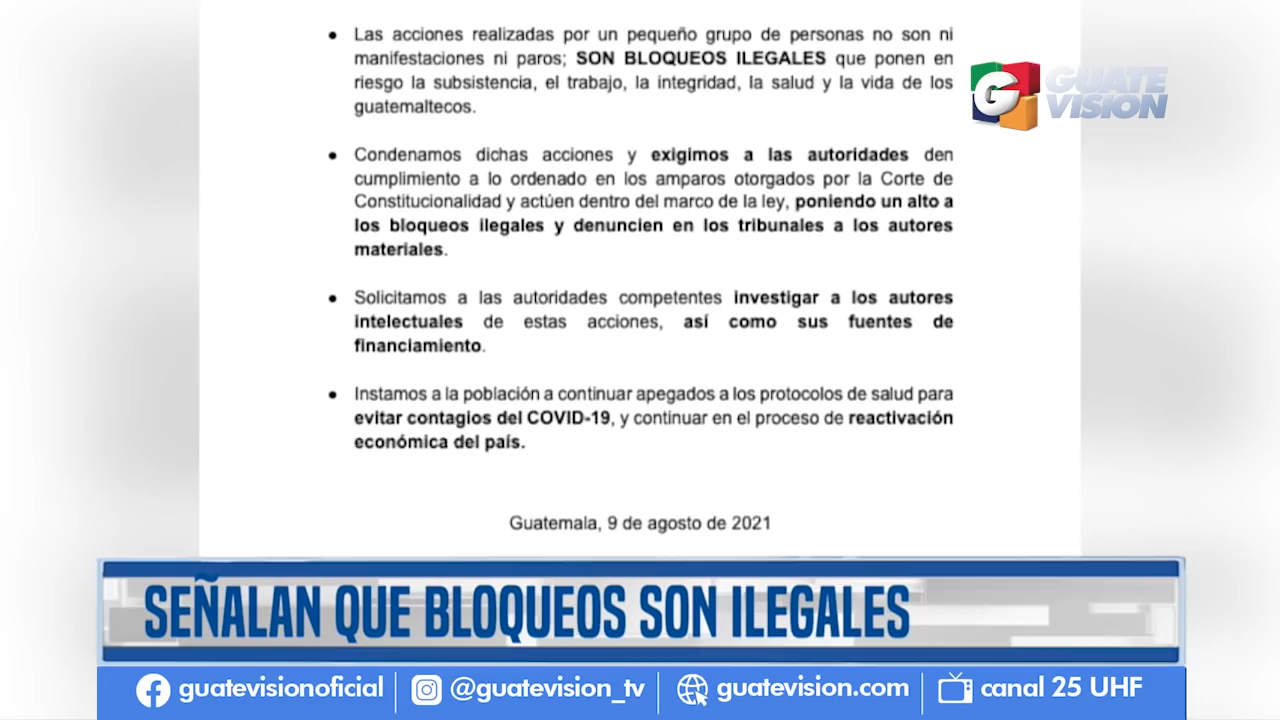 • Las acciones realizadas por un pequeño grupo de personas no son ni
manifestaciones ni paros; SON BLOQUEOS ILEGALES que ponen en
riesgo la subsistencia, el trabajo, la integridad, la salud y la vida de los
guatemaltecos.
• Condenamos dichas acciones y exigimos a las autoridades den
cumplimiento a lo ordenado en los amparos otorgados por la Corte de
Constitucionalidad y actúen dentro del marco de la ley, poniendo un alto a
los bloqueos ilegales y denuncien en los tribunales a los autores
materiales.
• Solicitamos a las autoridades competentes investigar a los autores
intelectuales de estas acciones, así como sus fuentes de
financiamiento.
• Instamos a la población a continuar apegados a los protocolos de salud para
evitar contagios del COVID-19, y continuar en el proceso de reactivación
económica del país.
Guatemala, 9 de agosto de 2021
G GUATE
VISION
SEÑALAN QUE BLOQUEOS SON ILEGALES
guatevisionoficial @guatevision_tv guatevision.com canal 25 UHF